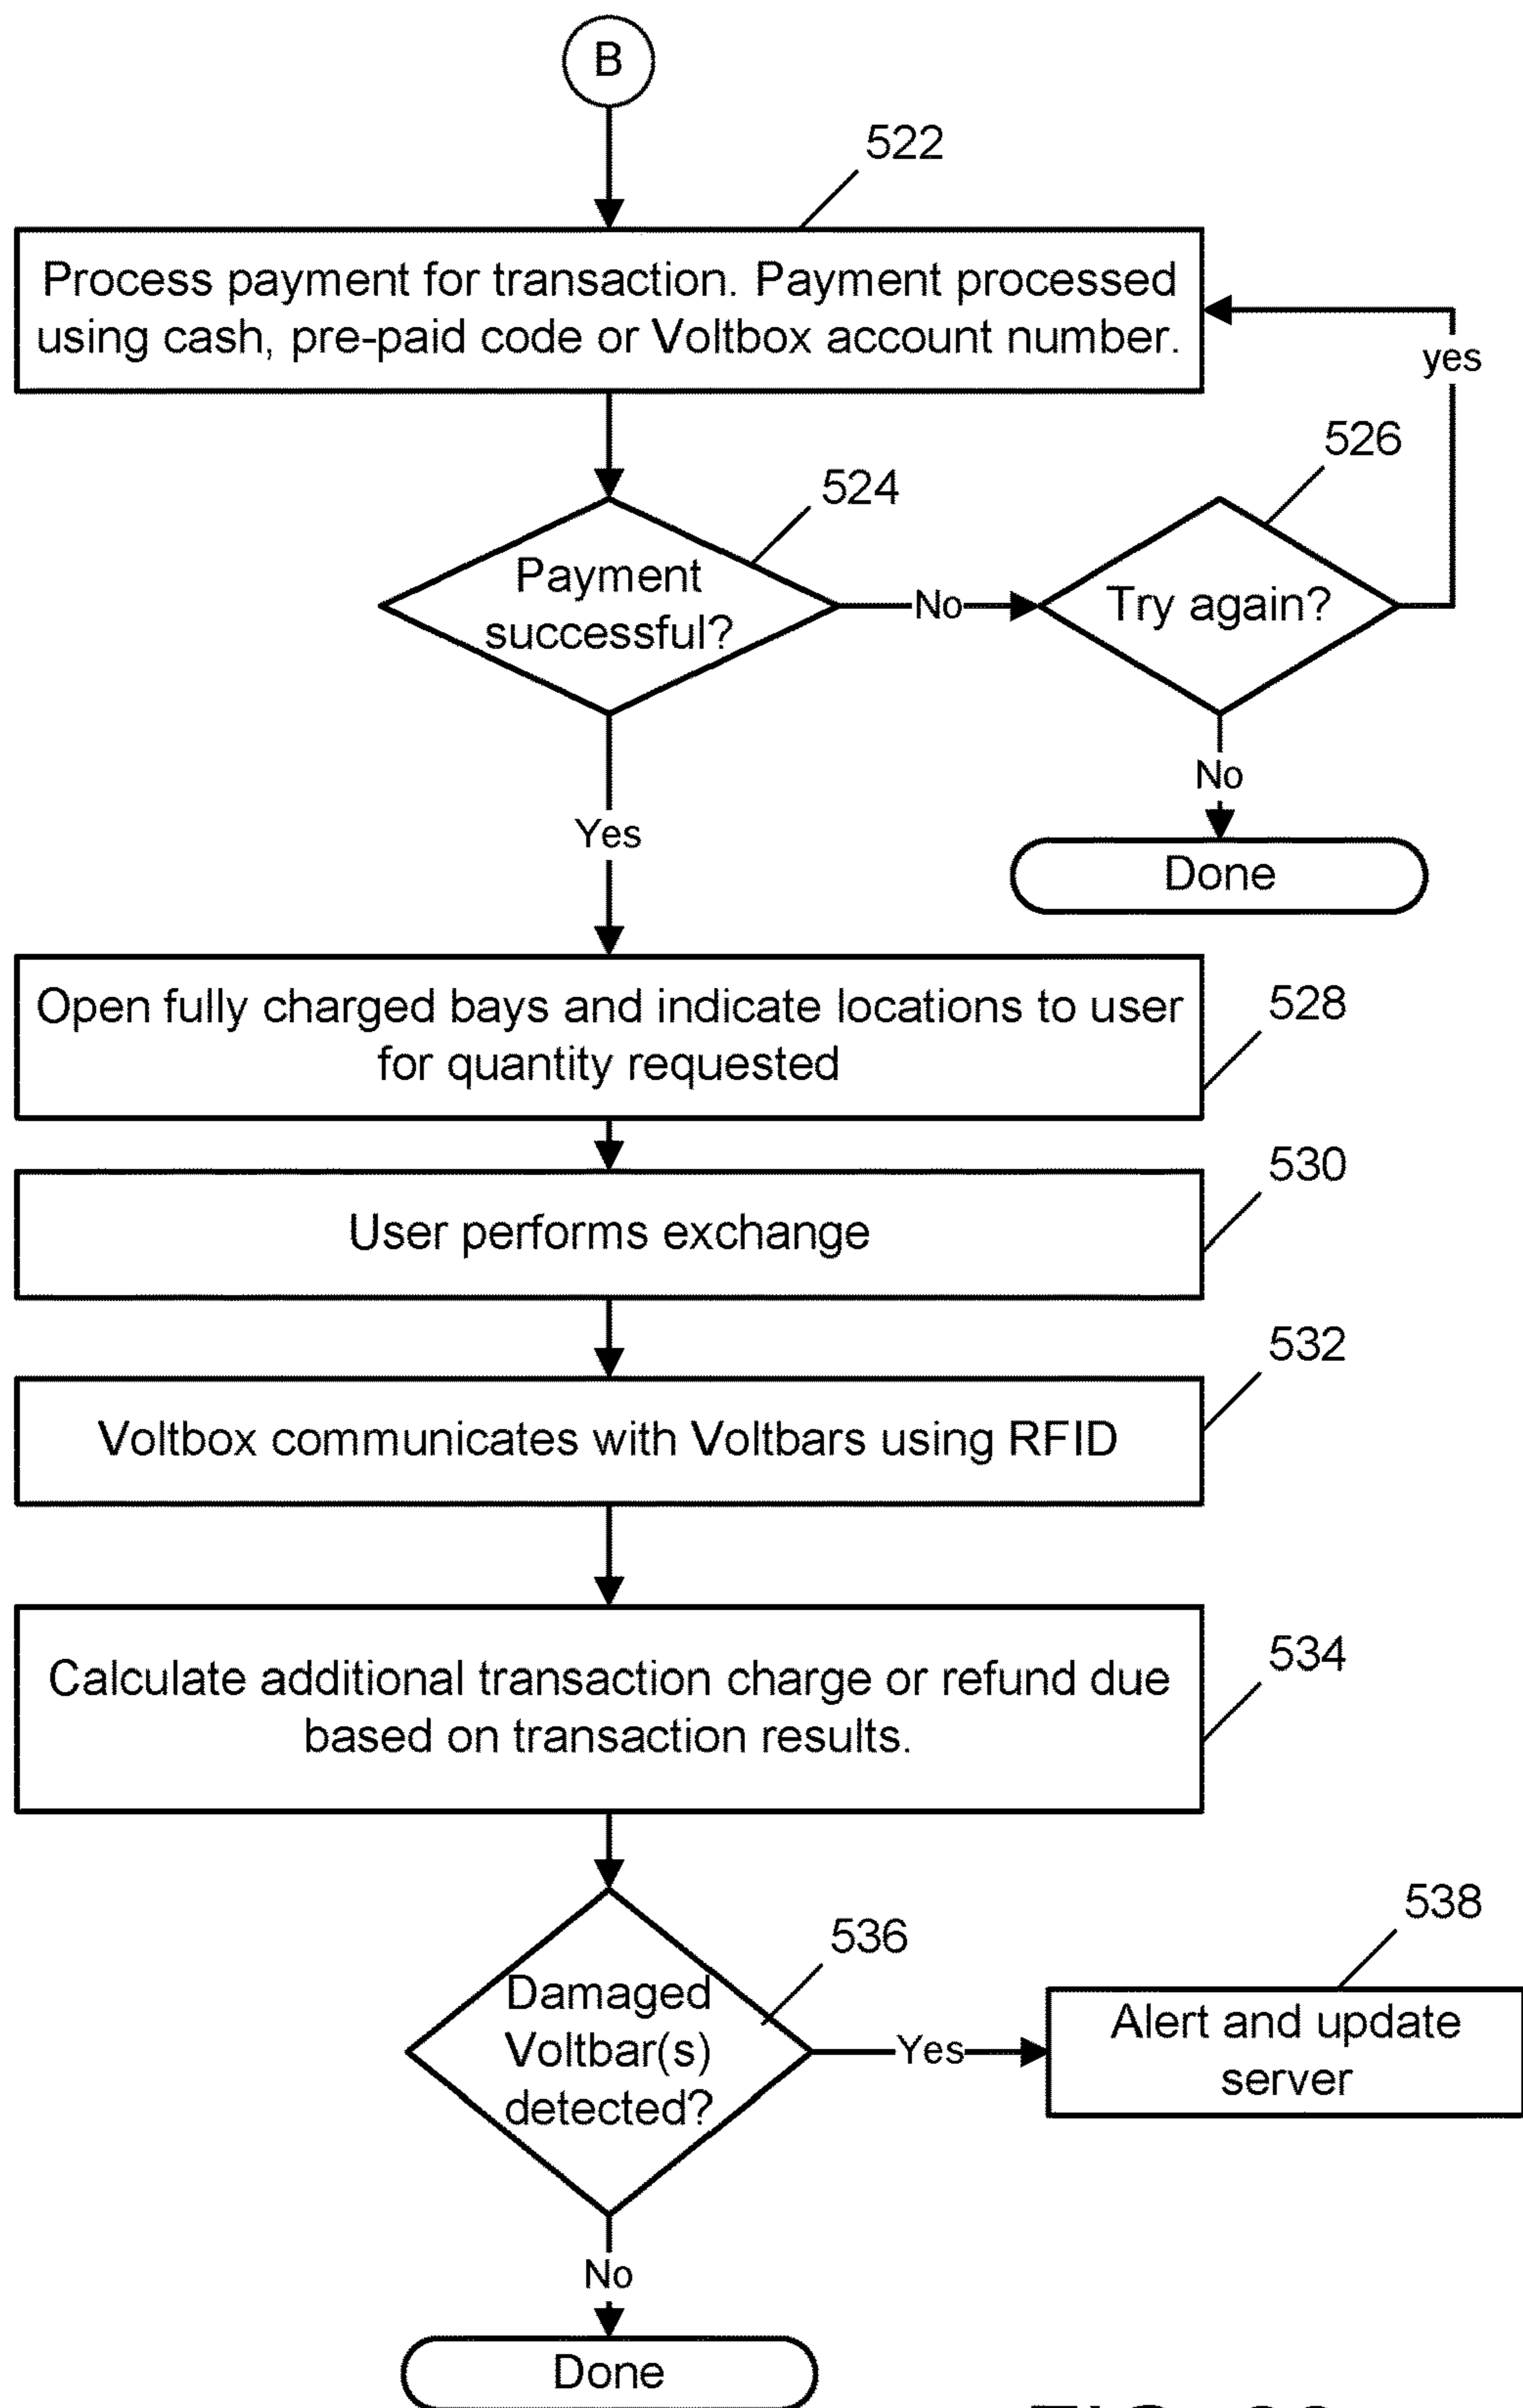 B
522
Process payment for transaction. Payment processed
using cash, pre-paid code or Voltbox account number.
yes
526
524
Payment
successful?
No
Try again?
No
Yes
Done
Open fully charged bays and indicate locations to user
for quantity requested
528
530
User performs exchange
532
Voltbox communicates with Voltbars using RFID
534
Calculate additional transaction charge or refund due
based on transaction results.
538
536
Damaged
Voltbar(s)
detected?
Yes
Alert and update
server
No
Done